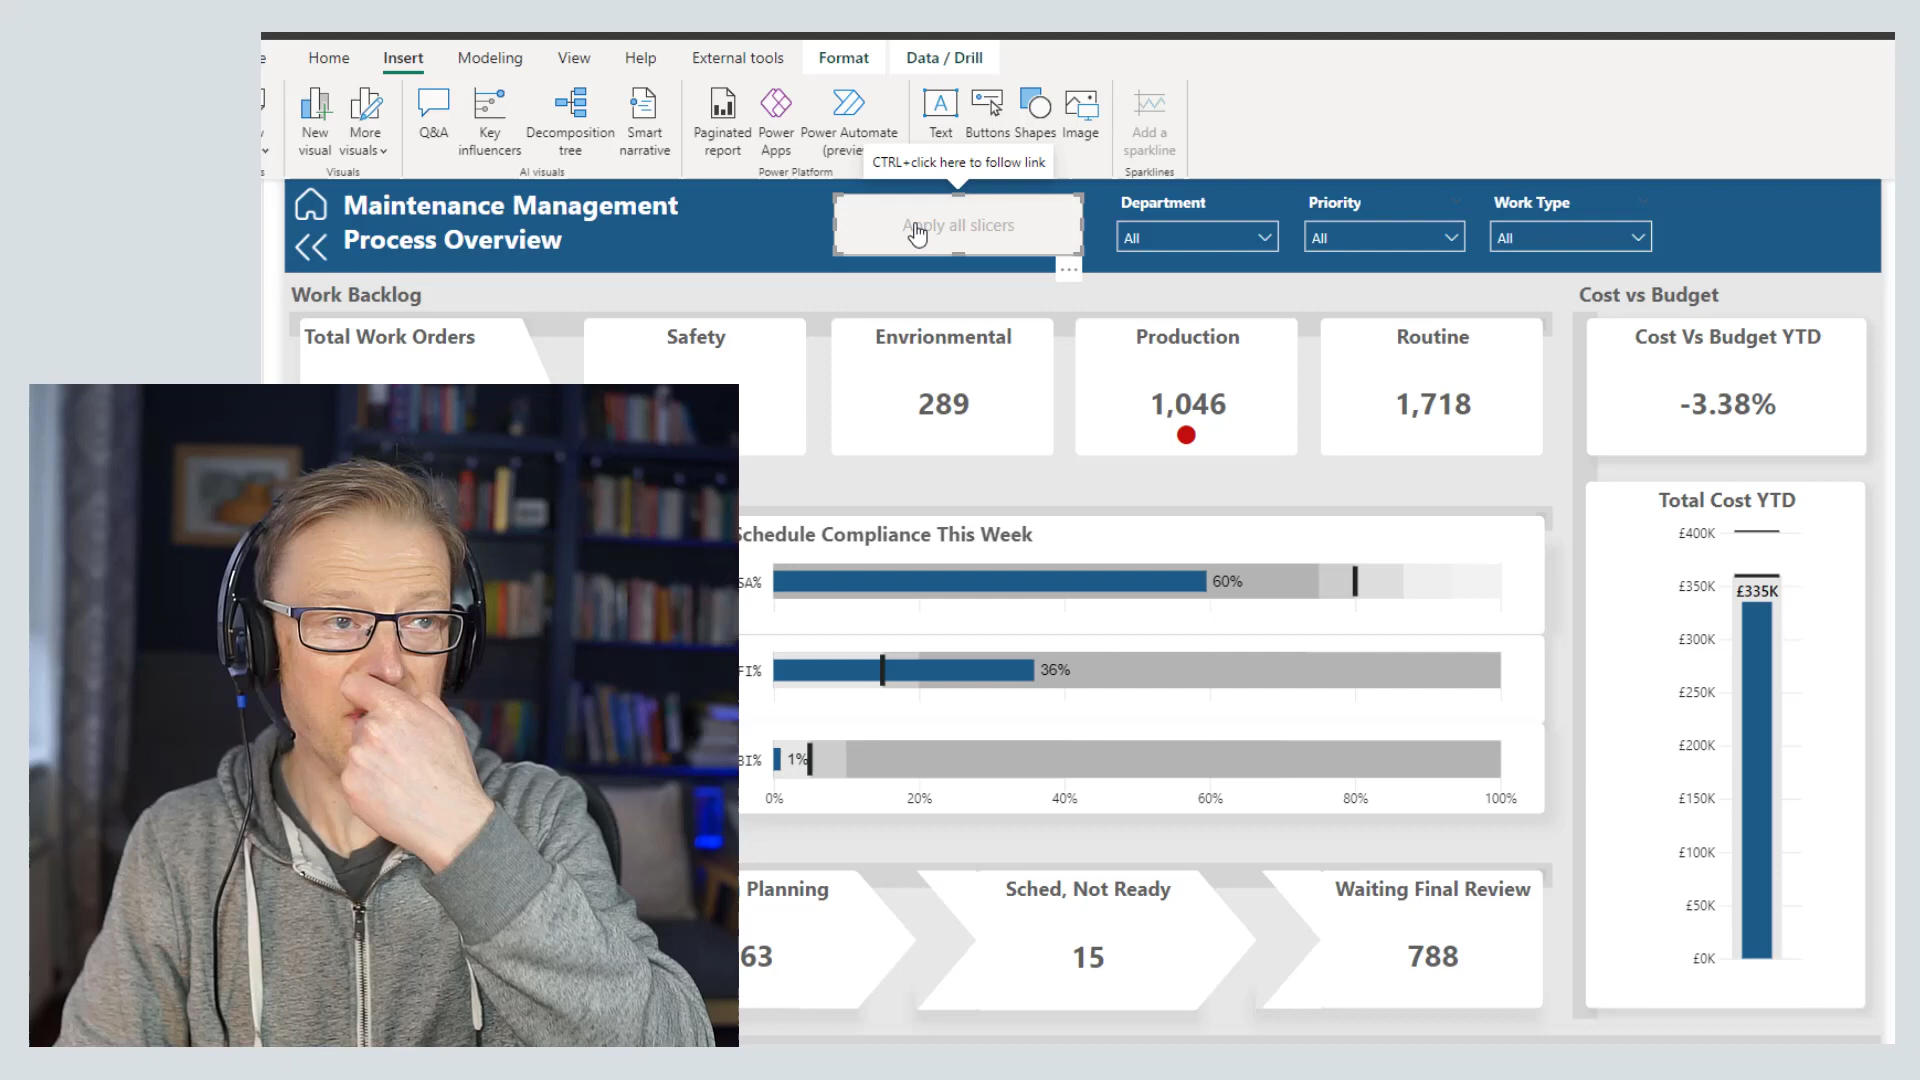 Home Insert Modeling View Help External tools Format Data / Drill
New visual
More visuals
Q&A
Key influencers
Decomposition tree
Smart narrative
Paginated report
Power Apps
Power Automate
Text
Buttons
Shapes
Image
Add a sparkline
Visuals
AI visuals
Power Platform
Sparklines
CTRL+click here to follow link
Maintenance Management
Process Overview
Apply all slicers
Department
All
Priority
All
Work Type
All
...
Work Backlog
Cost vs Budget
Total Work Orders
Safety
Envrionmental
289
Production
1,046
Routine
1,718
Cost Vs Budget YTD
-3.38%
Schedule Compliance This Week
SA%
60%
FI%
36%
BI%
1%
0% 20% 40% 60% 80% 100%
Total Cost YTD
£400K
£350K
£335K
£300K
£250K
£200K
£150K
£100K
£50K
£0K
Planning
63
Sched, Not Ready
15
Waiting Final Review
788